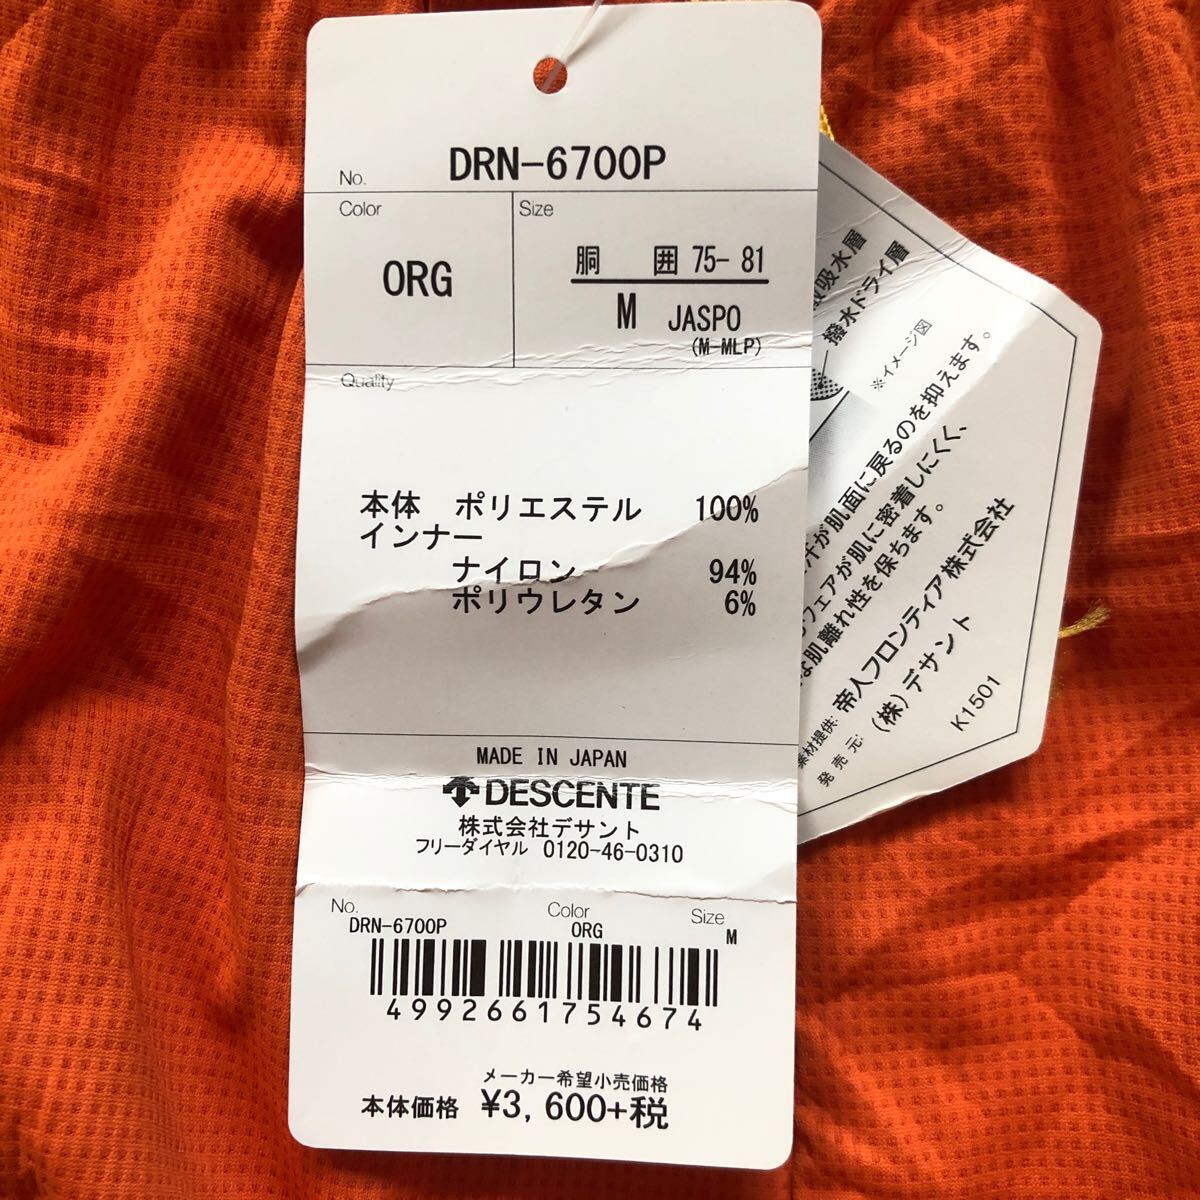 No. DRN-6700P
Color
ORG
Size
胴 囲 75- 81
M JASPO
(M-MLP)
Quality
本体 ポリエステル 100%
インナー
ナイロン 94%
ポリウレタン 6%
MADE IN JAPAN
DESCENTE
株式会社デサント
フリーダイヤル 0120-46-0310
No. Color Size
DRN-6700P ORG M
4992661754674
メーカー希望小売価格
本体価格 ¥3,600+税
吸水層
撥水ドライ層
※イメージ図
汗が肌面に戻るのを抑えます。
ウェアが肌に密着しにくく、
な肌離れ性を保ちます。
素材提供: 帝人フロンティア株式会社
発売元: (株)デサント
K1501